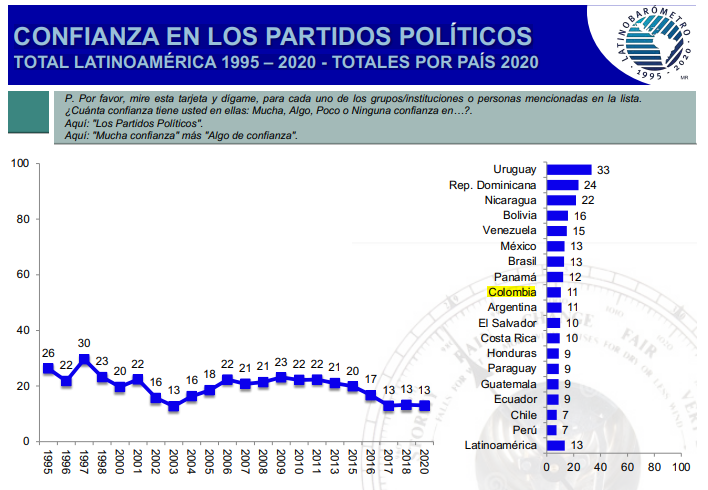 CONFIANZA EN LOS PARTIDOS POLÍTICOS
TOTAL LATINOAMÉRICA 1995 – 2020 - TOTALES POR PAÍS 2020
LATINOBARÓMETRO
• 1995 - 2020 •
MR
P. Por favor, mire esta tarjeta y dígame, para cada uno de los grupos/instituciones o personas mencionadas en la lista.
¿Cuánta confianza tiene usted en ellas: Mucha, Algo, Poco o Ninguna confianza en…?.
Aquí: "Los Partidos Políticos".
Aquí: "Mucha confianza" más "Algo de confianza".
100
80
60
40
20
0
26 22 30 23 20 22 16 13 16 18 22 21 21 23 22 22 21 20 17 13 13 13
1995 1996 1997 1998 2000 2001 2002 2003 2004 2005 2006 2007 2008 2009 2010 2011 2013 2015 2016 2017 2018 2020
Uruguay 33
Rep. Dominicana 24
Nicaragua 22
Bolivia 16
Venezuela 15
México 13
Brasil 13
Panamá 12
Colombia 11
Argentina 11
El Salvador 10
Costa Rica 10
Honduras 9
Paraguay 9
Guatemala 9
Ecuador 9
Chile 7
Perú 7
Latinoamérica 13
0 20 40 60 80 100